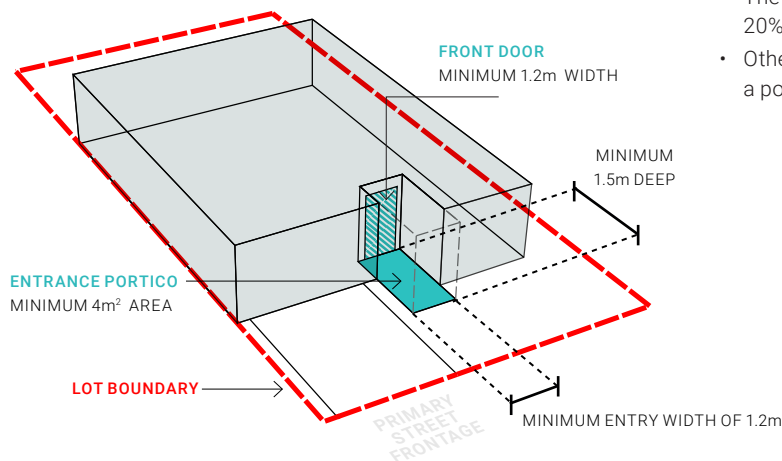 20%
•
a po
FRONT DOOR
MINIMUM 1.2m WIDTH
MINIMUM
1.5m DEEP
ENTRANCE PORTICO
MINIMUM 4m² AREA
LOT BOUNDARY
PRIMARY
STREET
FRONTAGE
MINIMUM ENTRY WIDTH OF 1.2m